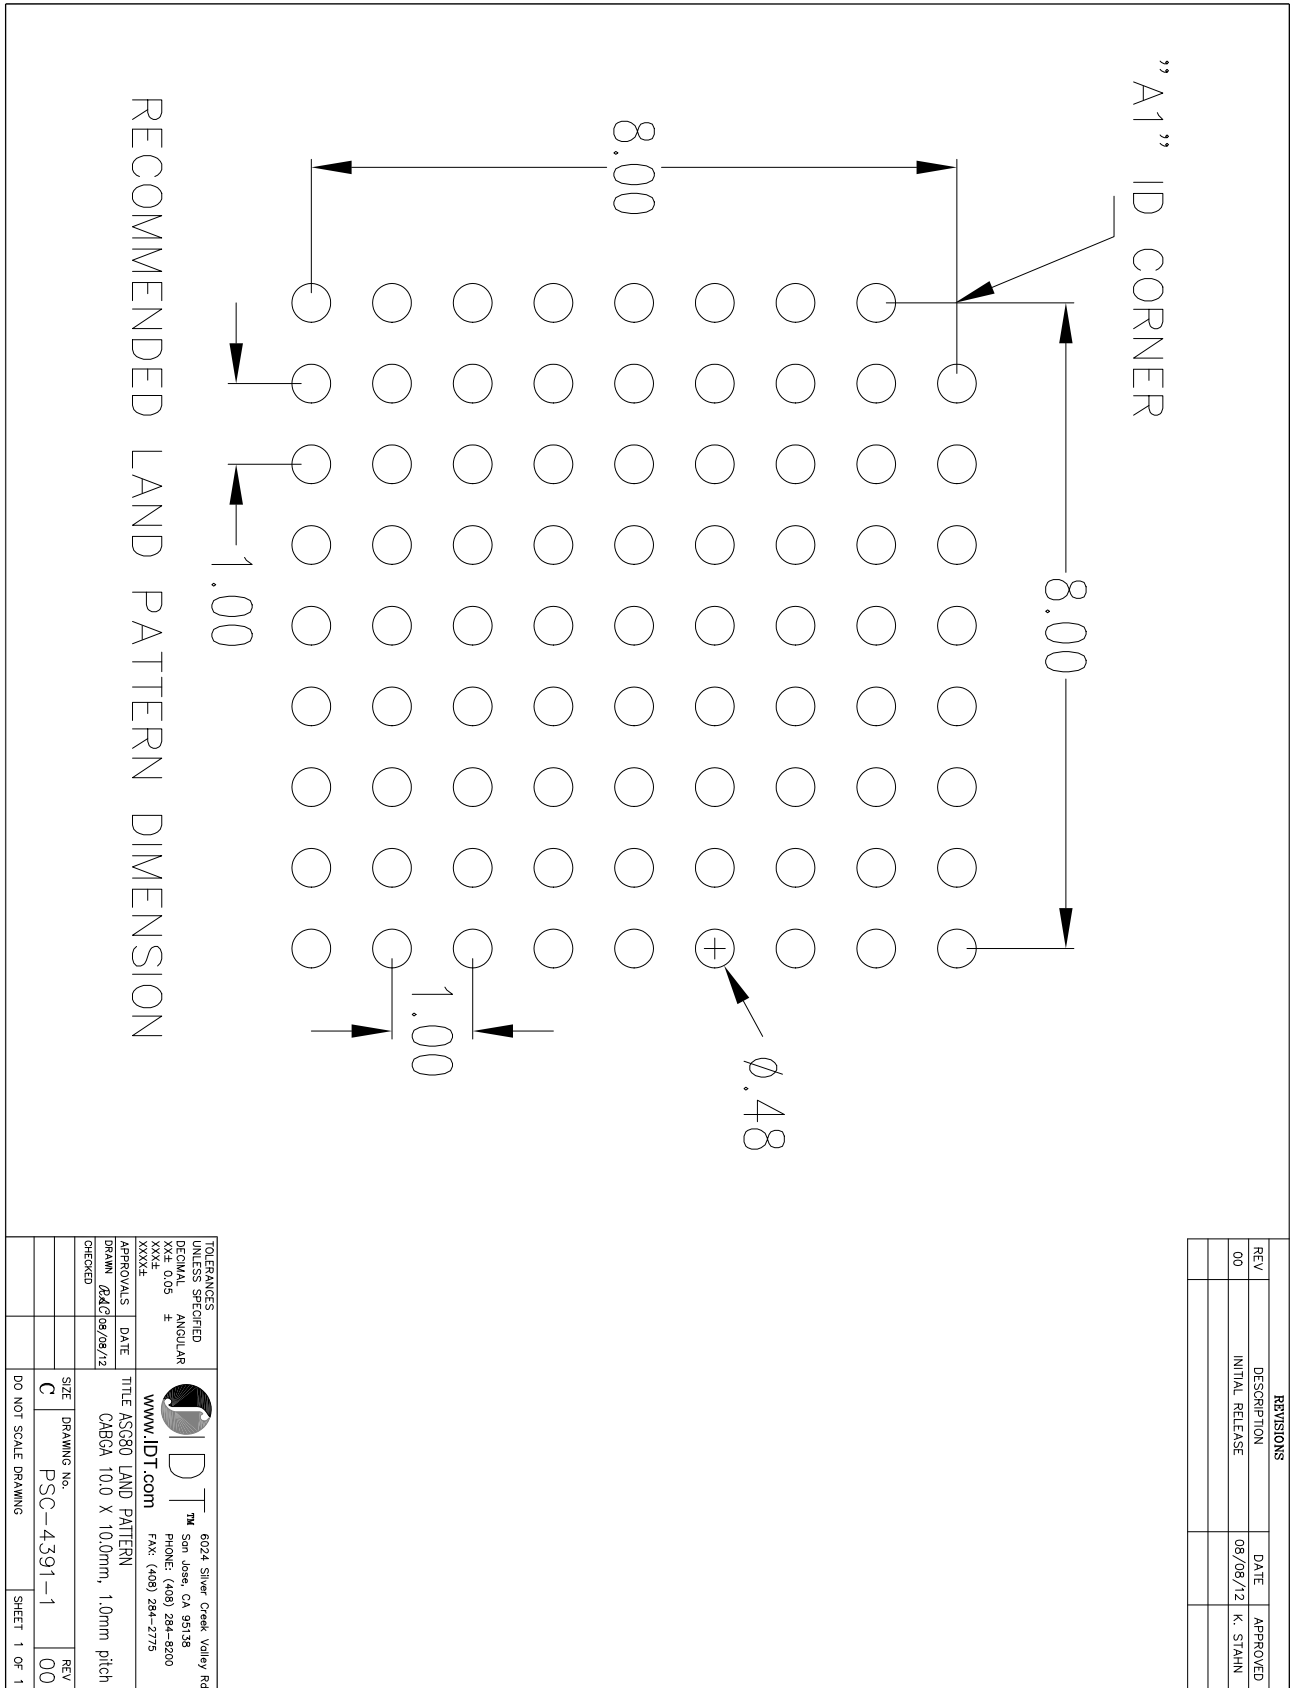 REVISIONS
REV DESCRIPTION DATE APPROVED
00 INITIAL RELEASE 08/08/12 K. STAHN
"A1" ID CORNER
8.00
8.00
1.00
1.00
Ø.48
RECOMMENDED LAND PATTERN DIMENSION
TOLERANCES
UNLESS SPECIFIED
DECIMAL ANGULAR
XX± 0.05 ±
XXX±
XXXX±
APPROVALS DATE
DRAWN RAC 08/08/12
CHECKED
IDT™
www.IDT.com
6024 Silver Creek Valley Rd
San Jose, CA 95138
PHONE: (408) 284-8200
FAX: (408) 284-2775
TITLE ASG80 LAND PATTERN
CABGA 10.0 X 10.0mm, 1.0mm pitch
SIZE DRAWING No. REV
C PSC-4391-1 00
DO NOT SCALE DRAWING SHEET 1 OF 1